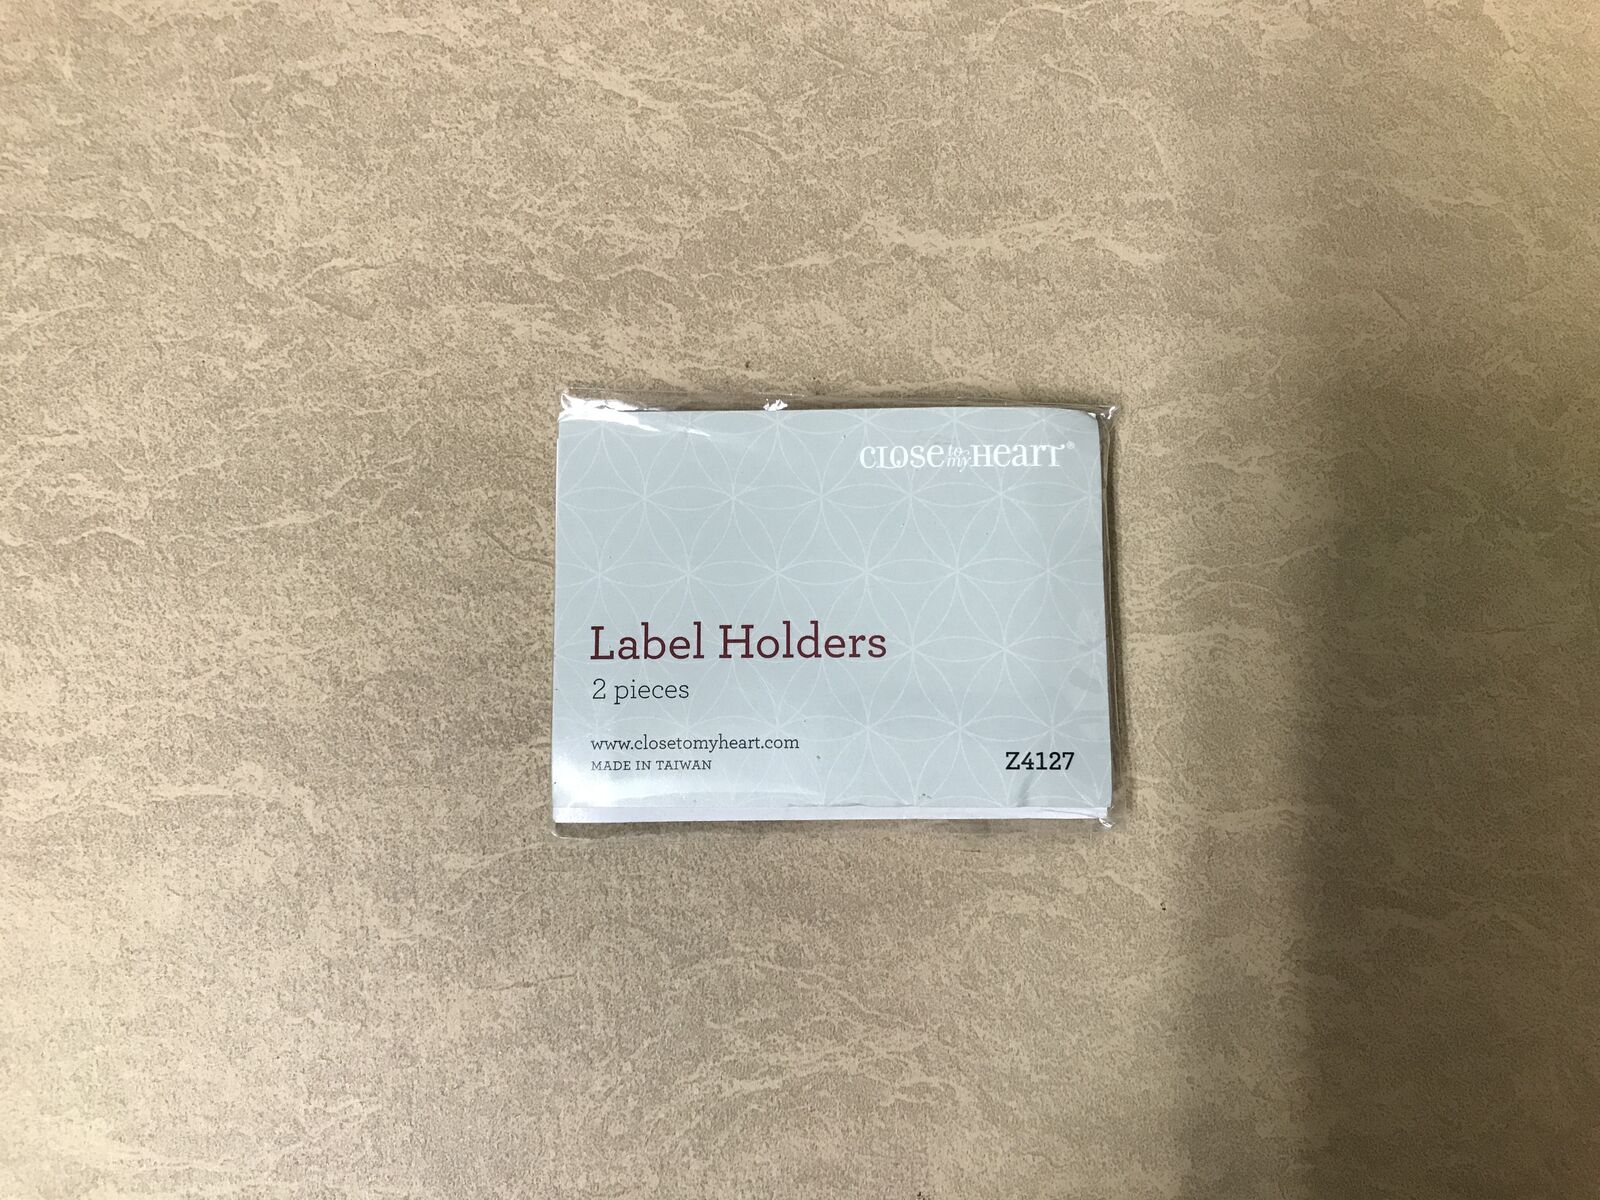 CLOSE to my HEART®
Label Holders
2 pieces
www.closetomyheart.com
MADE IN TAIWAN
Z4127